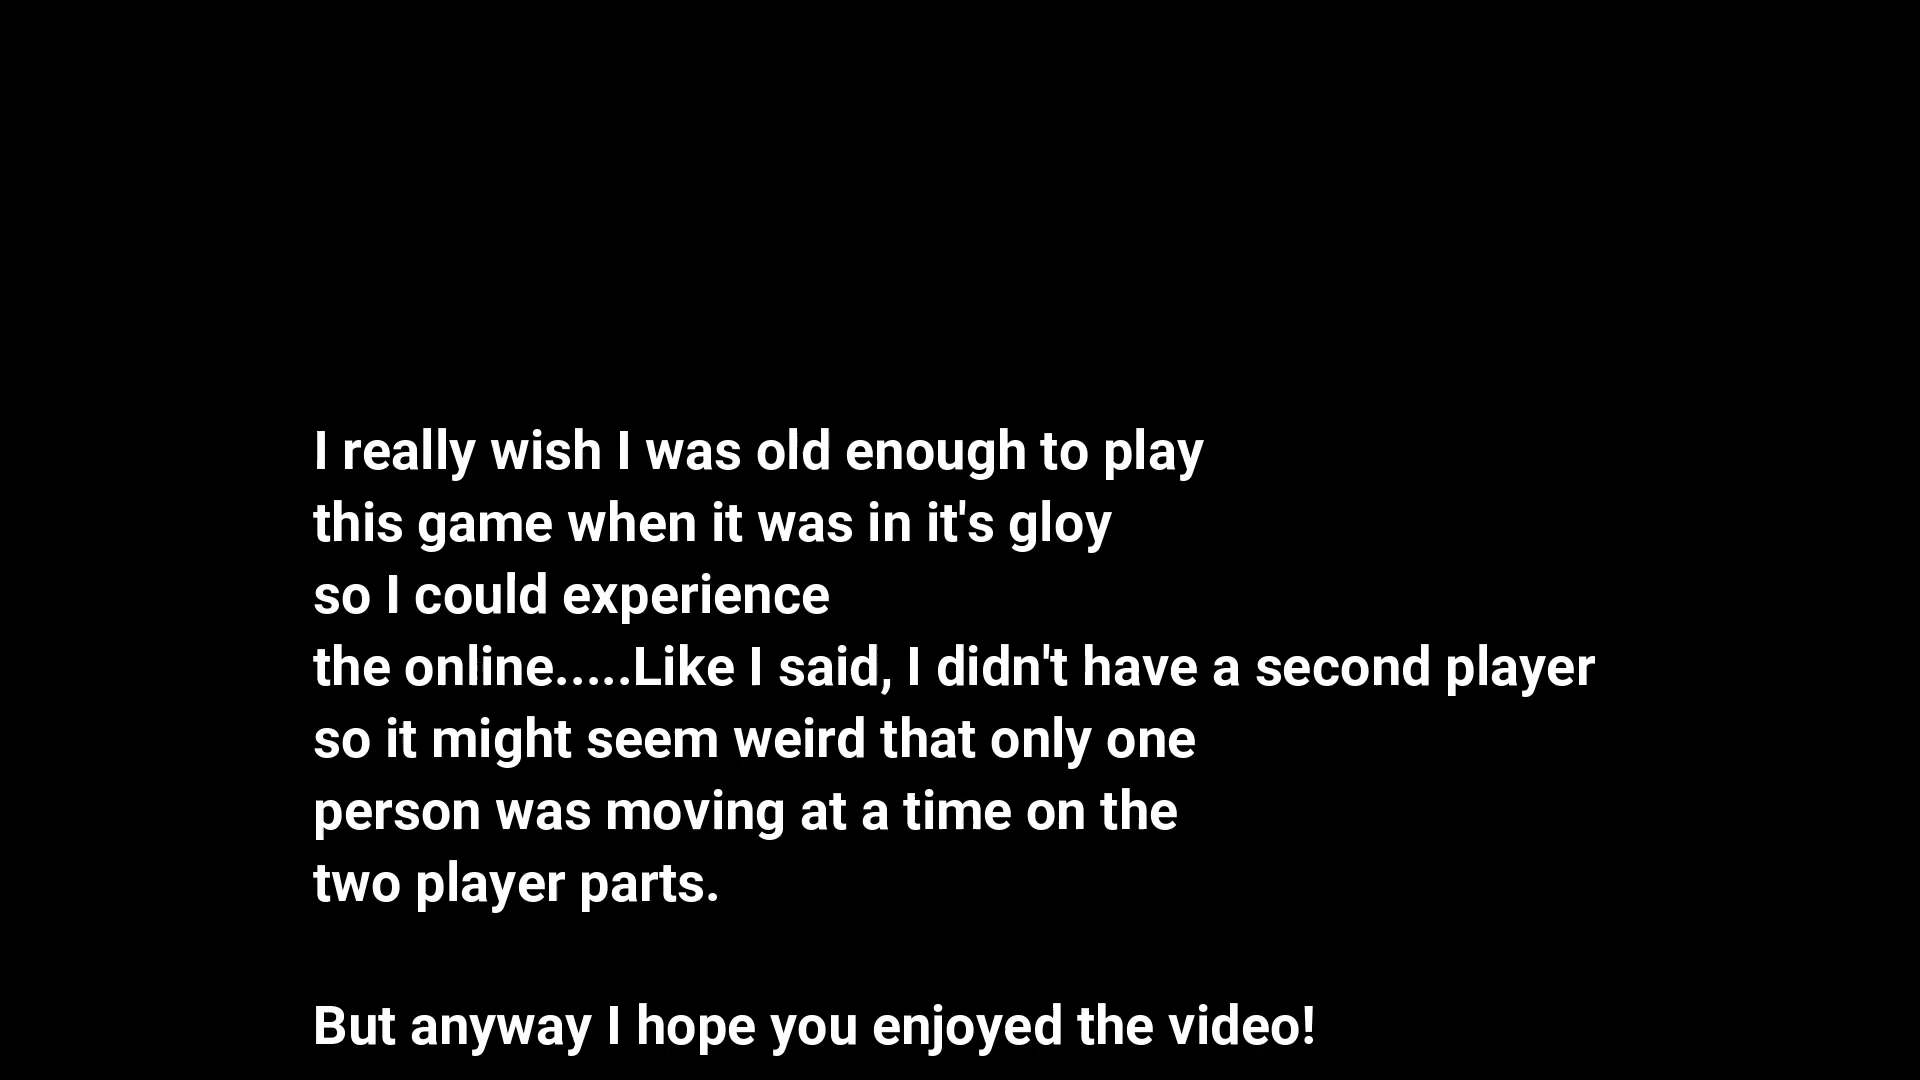 I really wish I was old enough to play
this game when it was in it's gloy
so I could experience
the online.....Like I said, I didn't have a second player
so it might seem weird that only one
person was moving at a time on the
two player parts.
But anyway I hope you enjoyed the video!